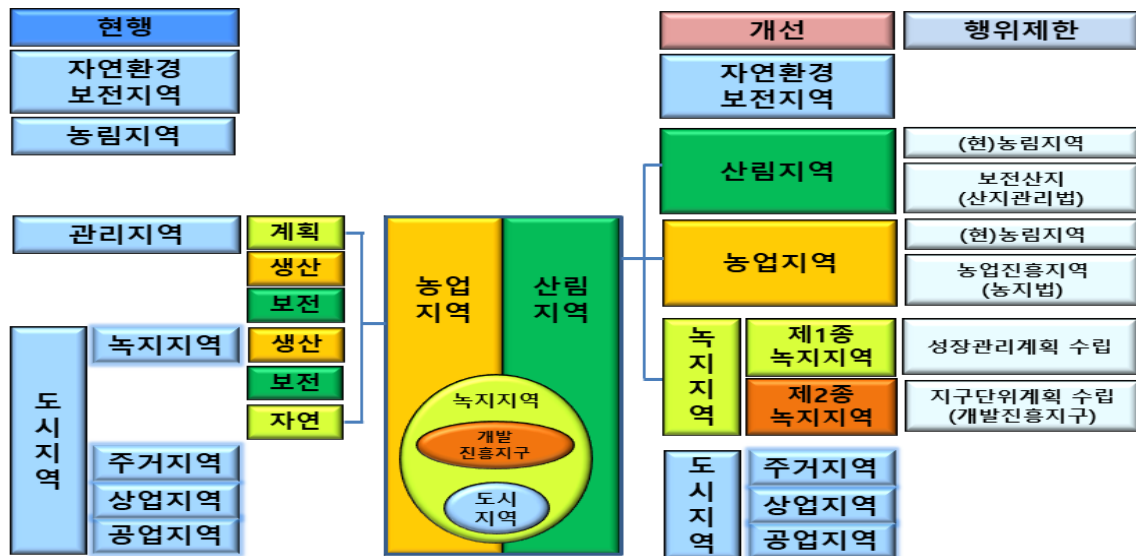 현행
자연환경
보전지역
농림지역
관리지역
계획
생산
보전
도시지역
녹지지역
생산
보전
자연
주거지역
상업지역
공업지역
농업
지역
산림
지역
녹지지역
개발
진흥지구
도시
지역
개선
행위제한
자연환경
보전지역
산림지역
(현)농림지역
보전산지
(산지관리법)
농업지역
(현)농림지역
농업진흥지역
(농지법)
녹지지역
제1종
녹지지역
성장관리계획 수립
제2종
녹지지역
지구단위계획 수립
(개발진흥지구)
도시지역
주거지역
상업지역
공업지역